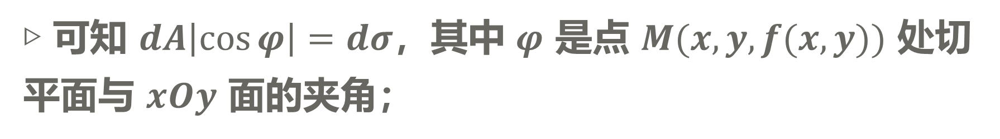 ▷ 可知 dA|cos φ| = dσ，其中 φ 是点 M(x, y, f(x, y)) 处切
平面与 xOy 面的夹角；